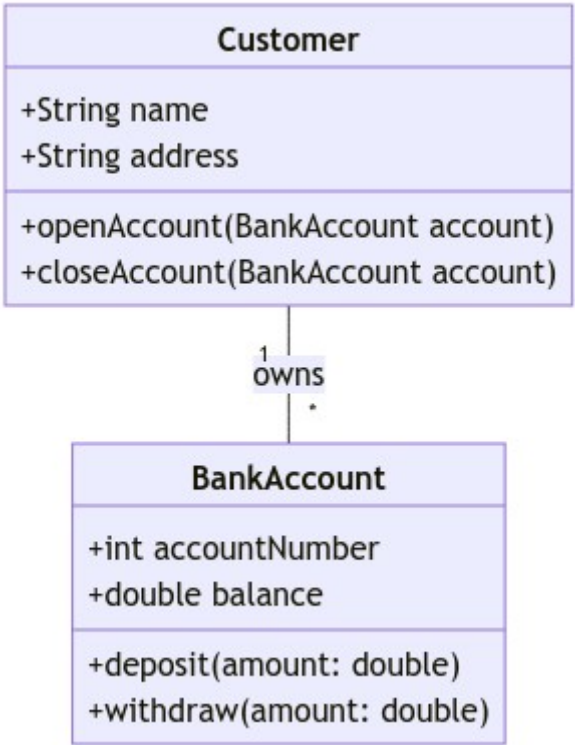 Customer
+String name
+String address
+openAccount(BankAccount account)
+closeAccount(BankAccount account)
1
owns
*
BankAccount
+int accountNumber
+double balance
+deposit(amount: double)
+withdraw(amount: double)